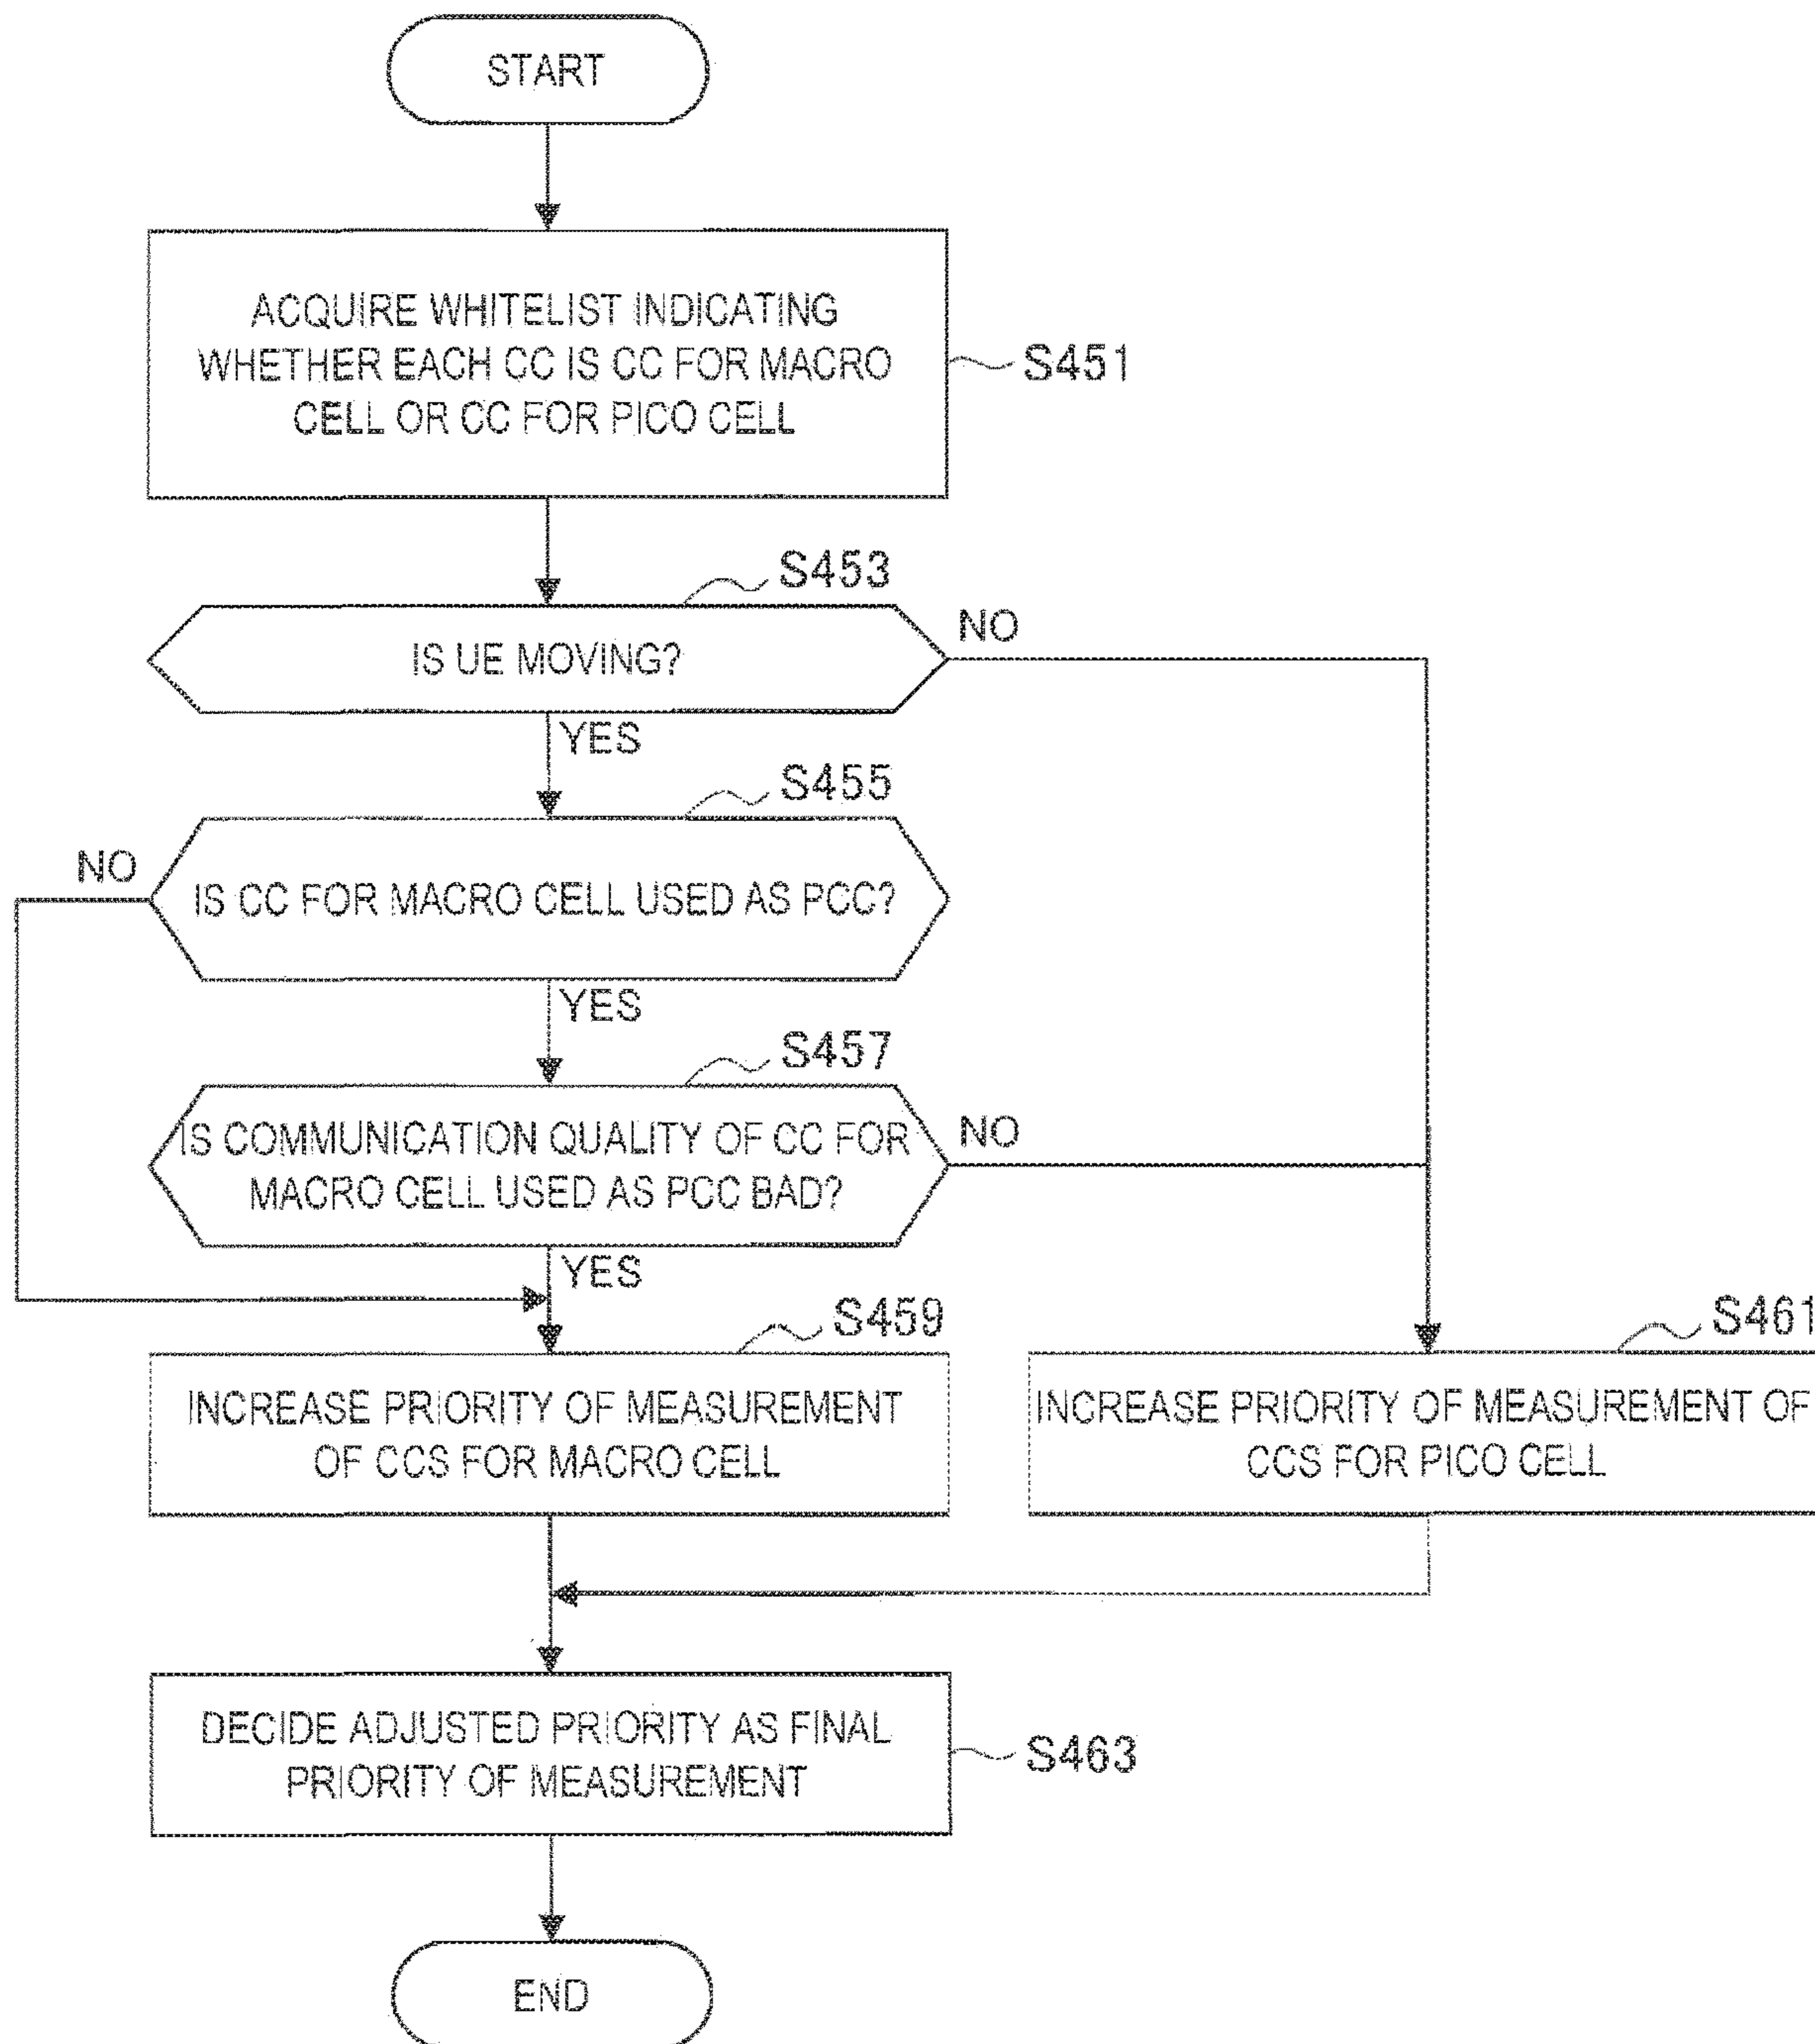 START
ACQUIRE WHITELIST INDICATING
WHETHER EACH CC IS CC FOR MACRO
CELL OR CC FOR PICO CELL
S451
S453
IS UE MOVING?
NO
YES
S455
NO
IS CC FOR MACRO CELL USED AS PCC?
YES
S457
IS COMMUNICATION QUALITY OF CC FOR
MACRO CELL USED AS PCC BAD?
NO
YES
S459
INCREASE PRIORITY OF MEASUREMENT
OF CCS FOR MACRO CELL
S461
INCREASE PRIORITY OF MEASUREMENT OF
CCS FOR PICO CELL
DECIDE ADJUSTED PRIORITY AS FINAL
PRIORITY OF MEASUREMENT
S463
END